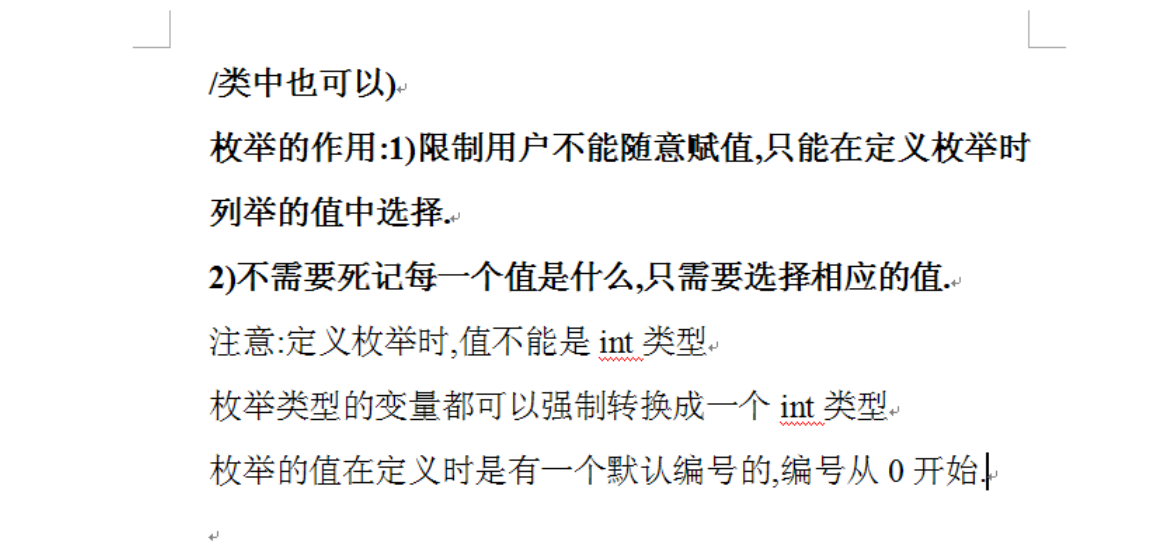 /类中也可以)
枚举的作用:1)限制用户不能随意赋值,只能在定义枚举时
列举的值中选择.
2)不需要死记每一个值是什么,只需要选择相应的值.
注意:定义枚举时,值不能是 int 类型
枚举类型的变量都可以强制转换成一个 int 类型
枚举的值在定义时是有一个默认编号的,编号从 0 开始.